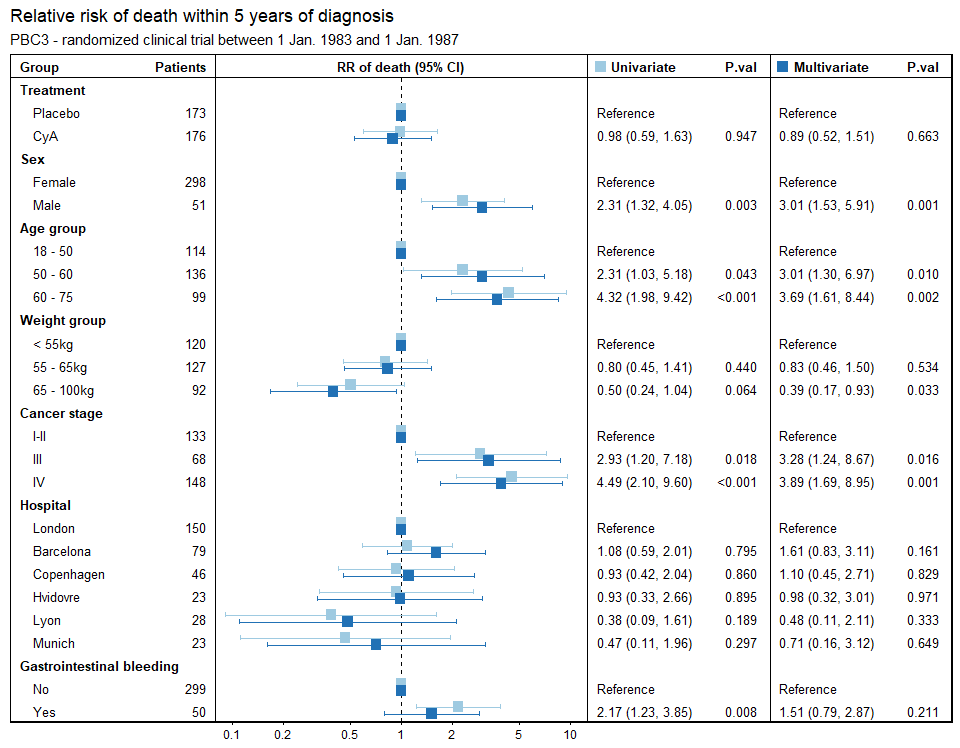 Relative risk of death within 5 years of diagnosis
PBC3 - randomized clinical trial between 1 Jan. 1983 and 1 Jan. 1987
Group Patients RR of death (95% CI) Univariate P.val Multivariate P.val
Treatment
Placebo 173 Reference Reference
CyA 176 0.98 (0.59, 1.63) 0.947 0.89 (0.52, 1.51) 0.663
Sex
Female 298 Reference Reference
Male 51 2.31 (1.32, 4.05) 0.003 3.01 (1.53, 5.91) 0.001
Age group
18 - 50 114 Reference Reference
50 - 60 136 2.31 (1.03, 5.18) 0.043 3.01 (1.30, 6.97) 0.010
60 - 75 99 4.32 (1.98, 9.42) <0.001 3.69 (1.61, 8.44) 0.002
Weight group
< 55kg 120 Reference Reference
55 - 65kg 127 0.80 (0.45, 1.41) 0.440 0.83 (0.46, 1.50) 0.534
65 - 100kg 92 0.50 (0.24, 1.04) 0.064 0.39 (0.17, 0.93) 0.033
Cancer stage
I-II 133 Reference Reference
III 68 2.93 (1.20, 7.18) 0.018 3.28 (1.24, 8.67) 0.016
IV 148 4.49 (2.10, 9.60) <0.001 3.89 (1.69, 8.95) 0.001
Hospital
London 150 Reference Reference
Barcelona 79 1.08 (0.59, 2.01) 0.795 1.61 (0.83, 3.11) 0.161
Copenhagen 46 0.93 (0.42, 2.04) 0.860 1.10 (0.45, 2.71) 0.829
Hvidovre 23 0.93 (0.33, 2.66) 0.895 0.98 (0.32, 3.01) 0.971
Lyon 28 0.38 (0.09, 1.61) 0.189 0.48 (0.11, 2.11) 0.333
Munich 23 0.47 (0.11, 1.96) 0.297 0.71 (0.16, 3.12) 0.649
Gastrointestinal bleeding
No 299 Reference Reference
Yes 50 2.17 (1.23, 3.85) 0.008 1.51 (0.79, 2.87) 0.211
0.1 0.2 0.5 1 2 5 10